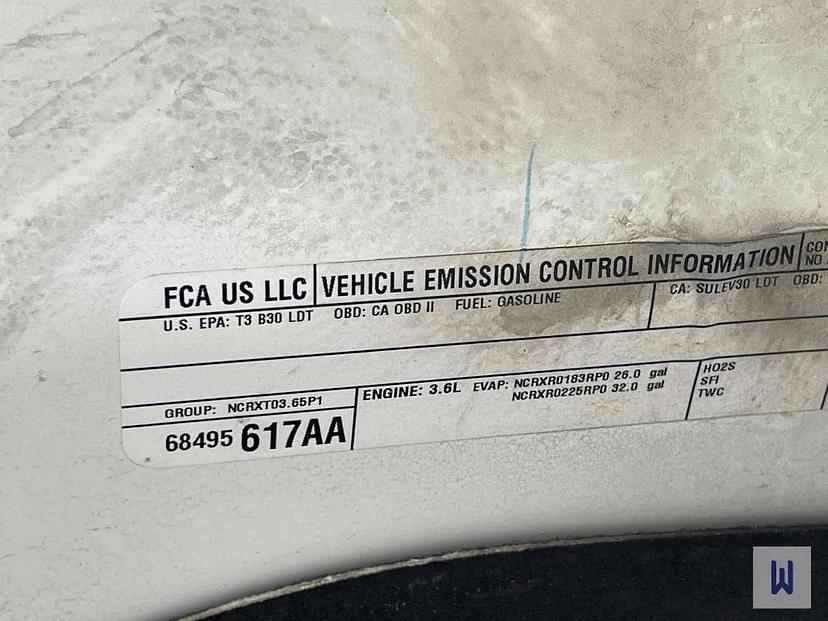 FCA US LLC VEHICLE EMISSION CONTROL INFORMATION
NO
U.S. EPA: T3 B30 LDT OBD: CA OBD II FUEL: GASOLINE CA: SULEV30 LDT OBD:
GROUP: NCRXT03.65P1 ENGINE: 3.6L EVAP: NCRXR0183RP0 26.0 gal HO2S
NCRXR0225RP0 32.0 gal SFI
TWC
68495 617AA
W